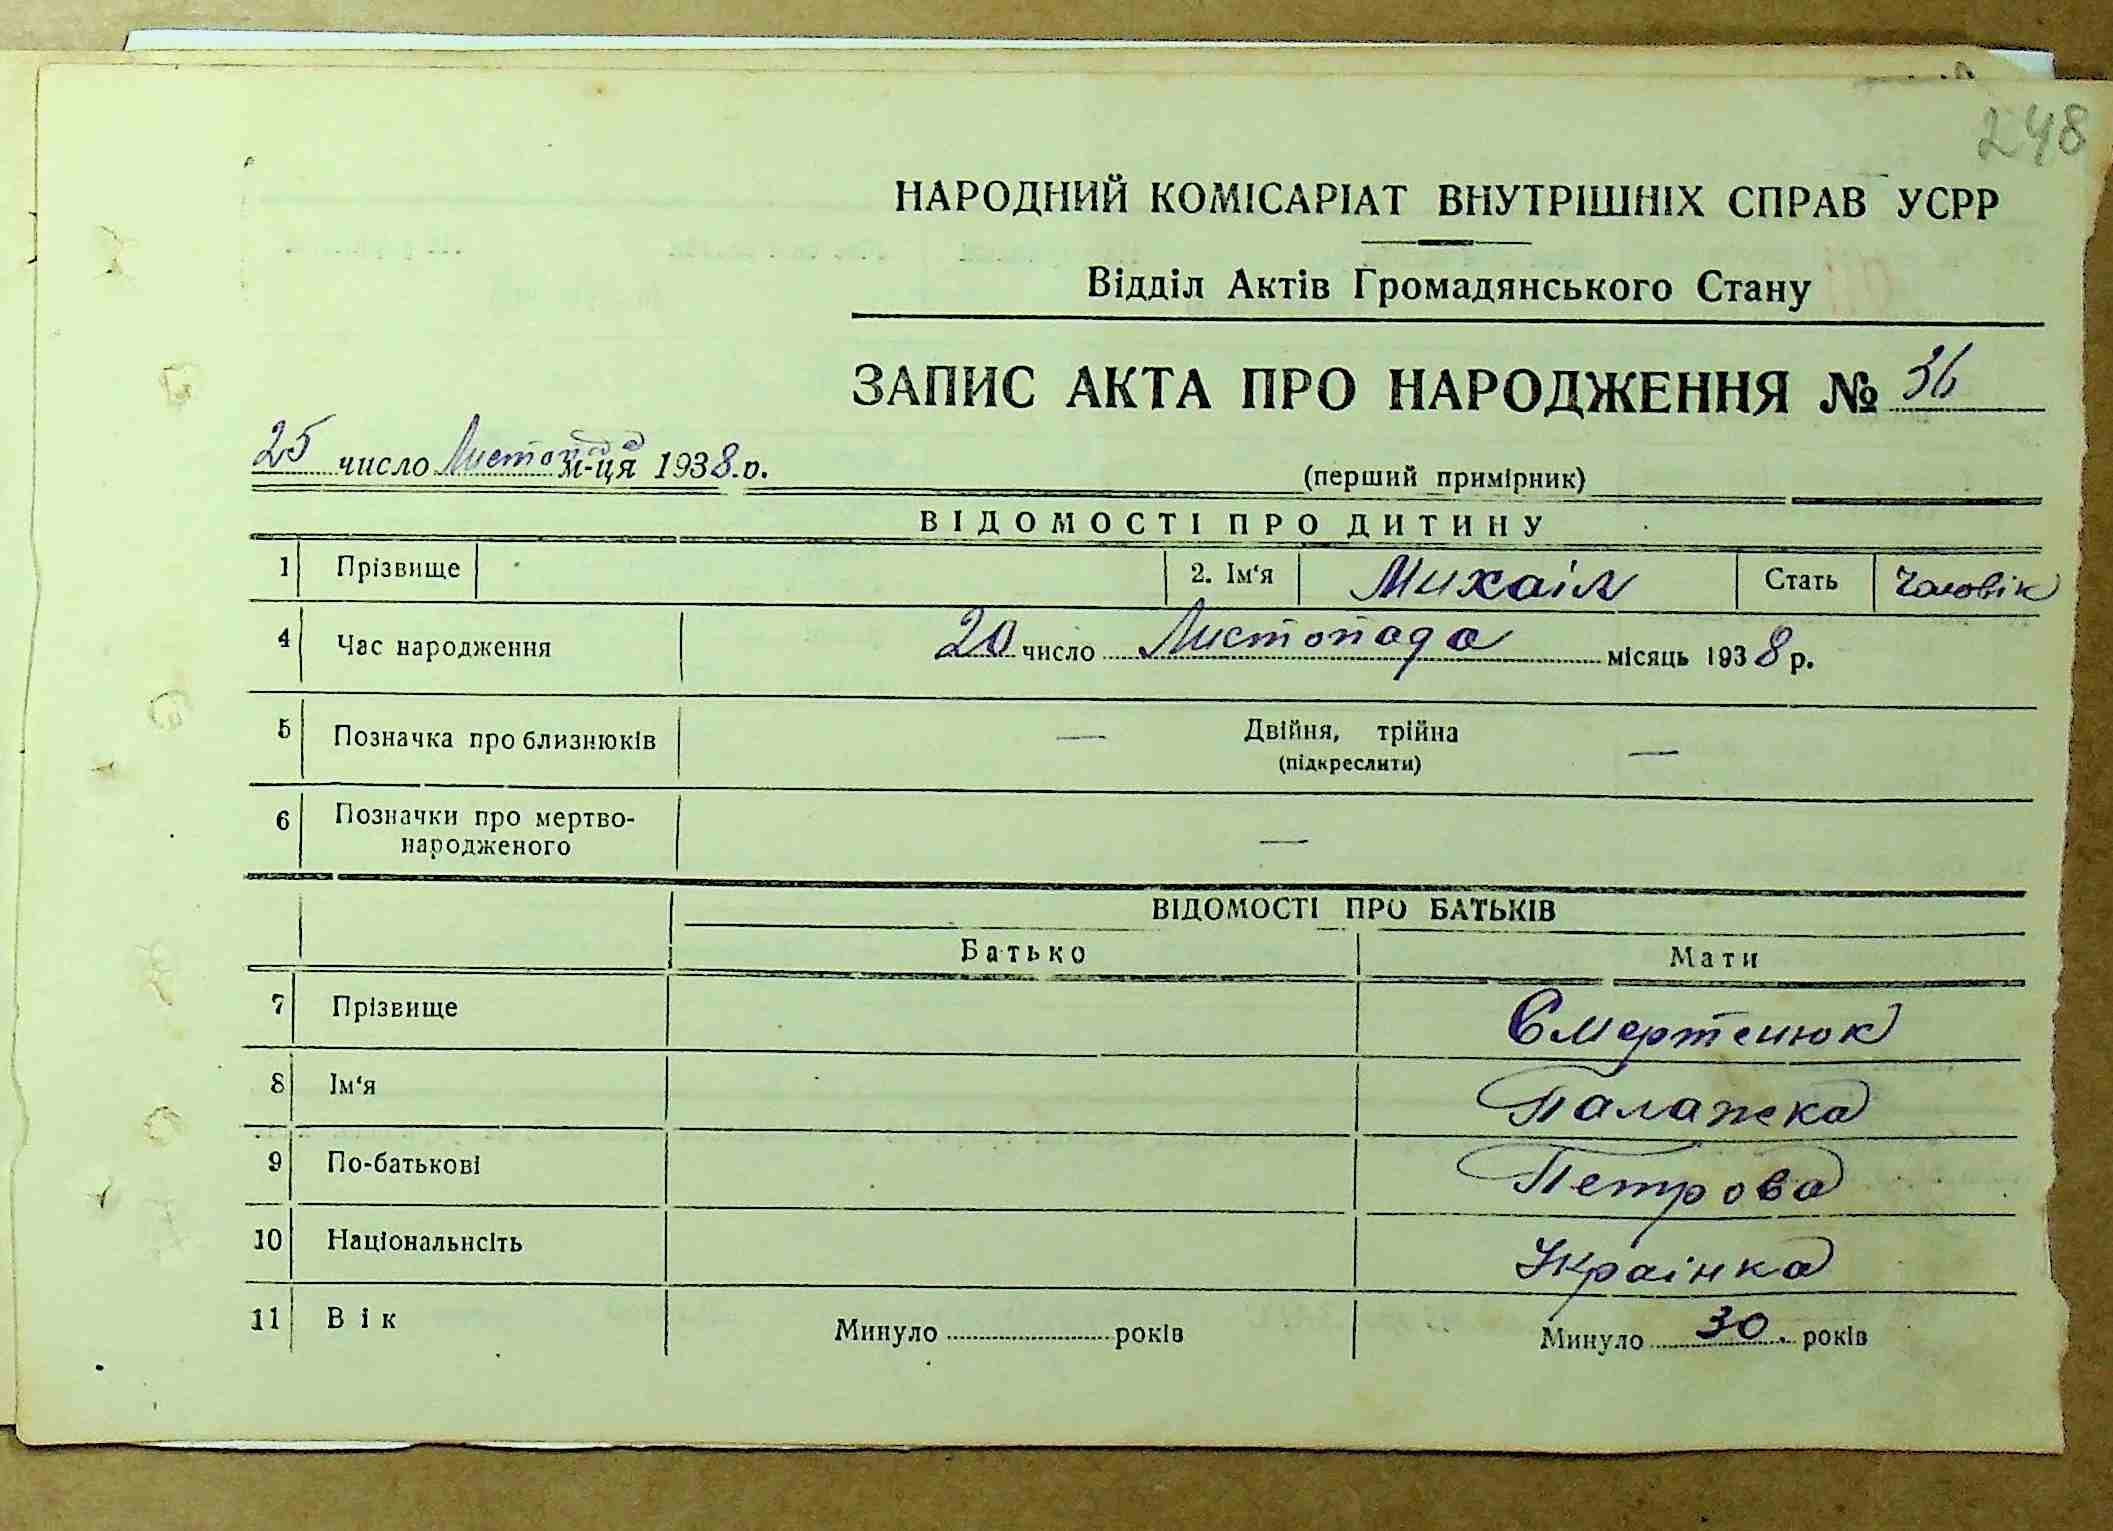 248
НАРОДНИЙ КОМІСАРІАТ ВНУТРІШНІХ СПРАВ УСРР
Відділ Актів Громадянського Стану
ЗАПИС АКТА ПРО НАРОДЖЕННЯ № 36
25 число Листопада м-ця 1938 р.
(перший примірник)
ВІДОМОСТІ ПРО ДИТИНУ
1 Прізвище 2. Ім‘я Михаіл Стать Чоловік
4 Час народження 20 число Листопада місяць 1938 р.
5 Позначка про близнюків — Двійня, трійна —
(підкреслити)
6 Позначки про мертво-
народженого —
ВІДОМОСТІ ПРО БАТЬКІВ
Батько Мати
7 Прізвище Смертенюк
8 Ім‘я Палажка
9 По-батькові Петрова
10 Національнсіть Украінка
11 Вік Минуло років Минуло 30. років